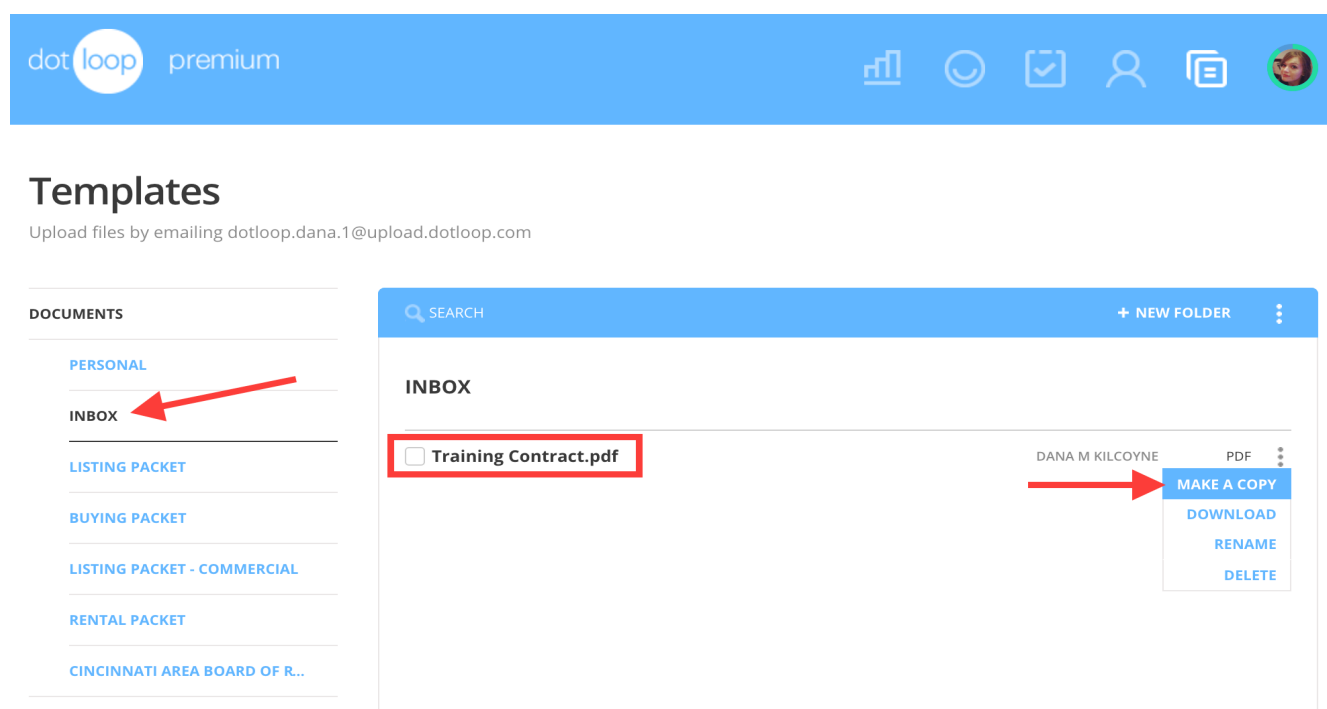 dot loop premium
Templates
Upload files by emailing dotloop.dana.1@upload.dotloop.com
DOCUMENTS
PERSONAL
INBOX
LISTING PACKET
BUYING PACKET
LISTING PACKET - COMMERCIAL
RENTAL PACKET
CINCINNATI AREA BOARD OF R...
SEARCH
+ NEW FOLDER
INBOX
Training Contract.pdf
DANA M KILCOYNE
PDF
MAKE A COPY
DOWNLOAD
RENAME
DELETE